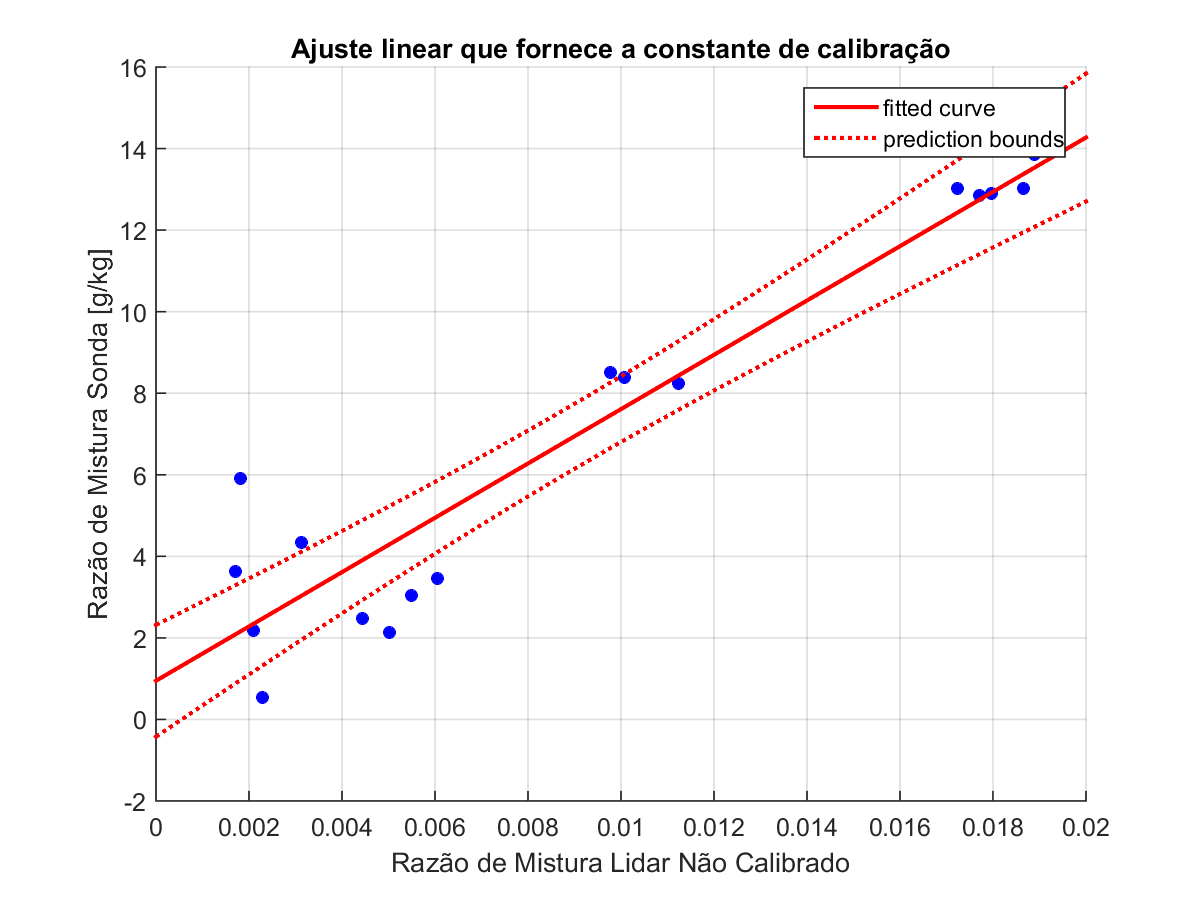 Ajuste linear que fornece a constante de calibração
fitted curve
prediction bounds
16
14
12
10
8
6
4
2
0
-2
Razão de Mistura Sonda [g/kg]
0 0.002 0.004 0.006 0.008 0.01 0.012 0.014 0.016 0.018 0.02
Razão de Mistura Lidar Não Calibrado